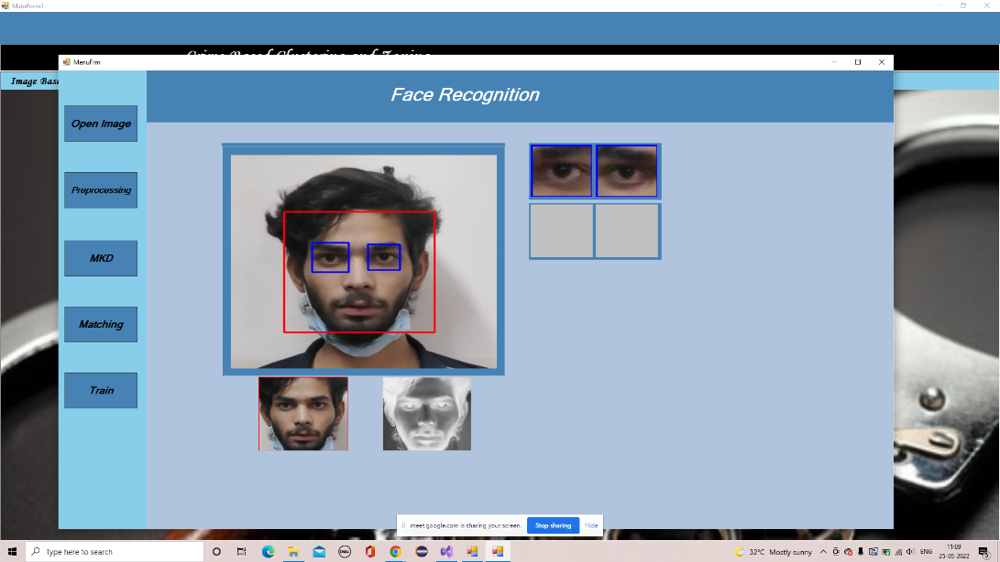 MainForm1
Crime Based Clustering and Zoning
MenuFrm
Image Base
Face Recognition
Open Image
Preprocessing
MKD
Matching
Train
meet.google.com is sharing your screen.
Stop sharing
Hide
Type here to search
DELL
32°C Mostly sunny
ENG
11:09
25-05-2022